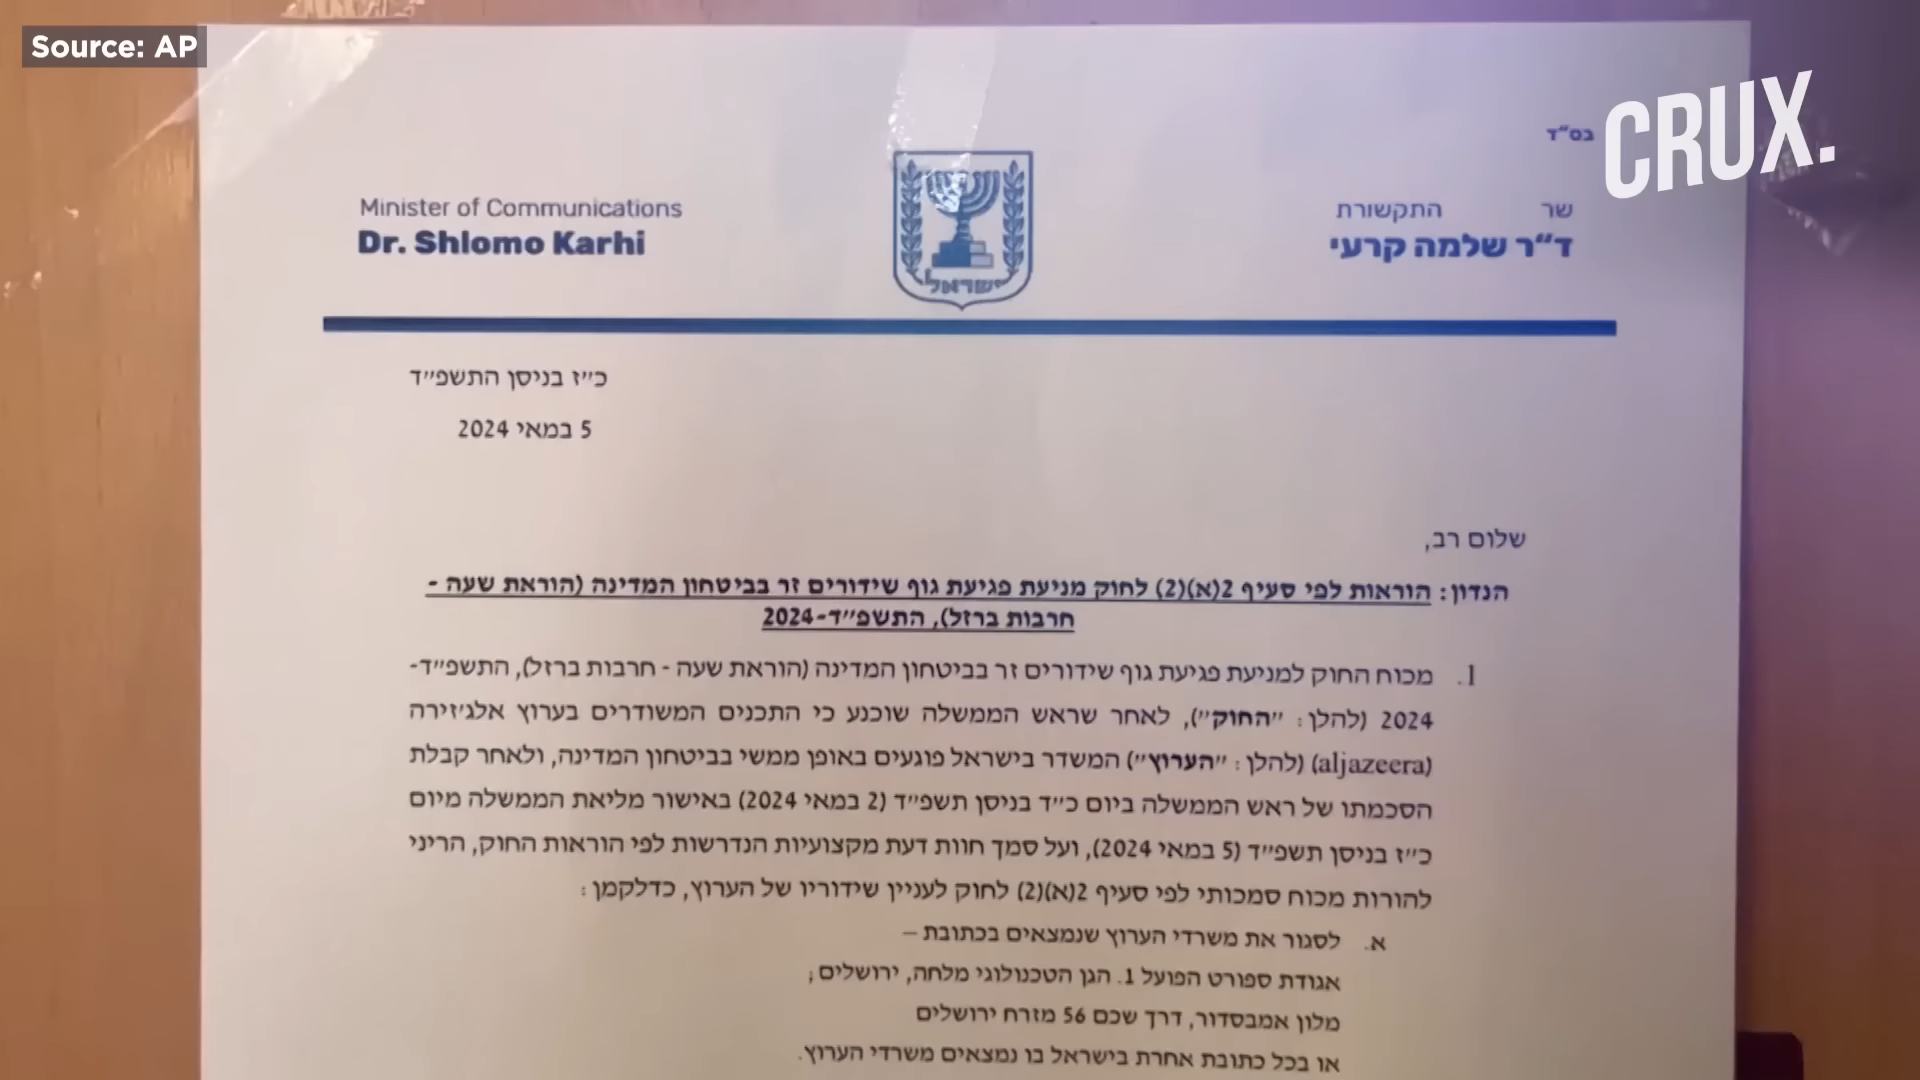 Source: AP
CRUX.
בס"ד
Minister of Communications
Dr. Shlomo Karhi
שר התקשורת
ד"ר שלמה קרעי
ישראל
כ"ז בניסן התשפ"ד
5 במאי 2024
שלום רב,
הנדון: הוראות לפי סעיף 2(א)(2) לחוק מניעת פגיעת גוף שידורים זר בביטחון המדינה (הוראת שעה -
חרבות ברזל), התשפ"ד-2024
1. מכוח החוק למניעת פגיעת גוף שידורים זר בביטחון המדינה (הוראת שעה - חרבות ברזל), התשפ"ד-
2024 (להלן: "החוק"), לאחר שראש הממשלה שוכנע כי התכנים המשודרים בערוץ אלג'זירה
(aljazeera) (להלן: "הערוץ") המשדר בישראל פוגעים באופן ממשי בביטחון המדינה, ולאחר קבלת
הסכמתו של ראש הממשלה ביום כ"ד בניסן תשפ"ד (2 במאי 2024) באישור מליאת הממשלה מיום
כ"ז בניסן תשפ"ד (5 במאי 2024), ועל סמך חוות דעת מקצועיות הנדרשות לפי הוראות החוק, הריני
להורות מכוח סמכותי לפי סעיף 2(א)(2) לחוק לעניין שידוריו של הערוץ, כדלקמן:
א. לסגור את משרדי הערוץ שנמצאים בכתובת –
אגודת ספורט הפועל 1. הגן הטכנולוגי מלחה, ירושלים;
מלון אמבסדור, דרך שכם 56 מזרח ירושלים
או בכל כתובת אחרת בישראל בו נמצאים משרדי הערוץ.